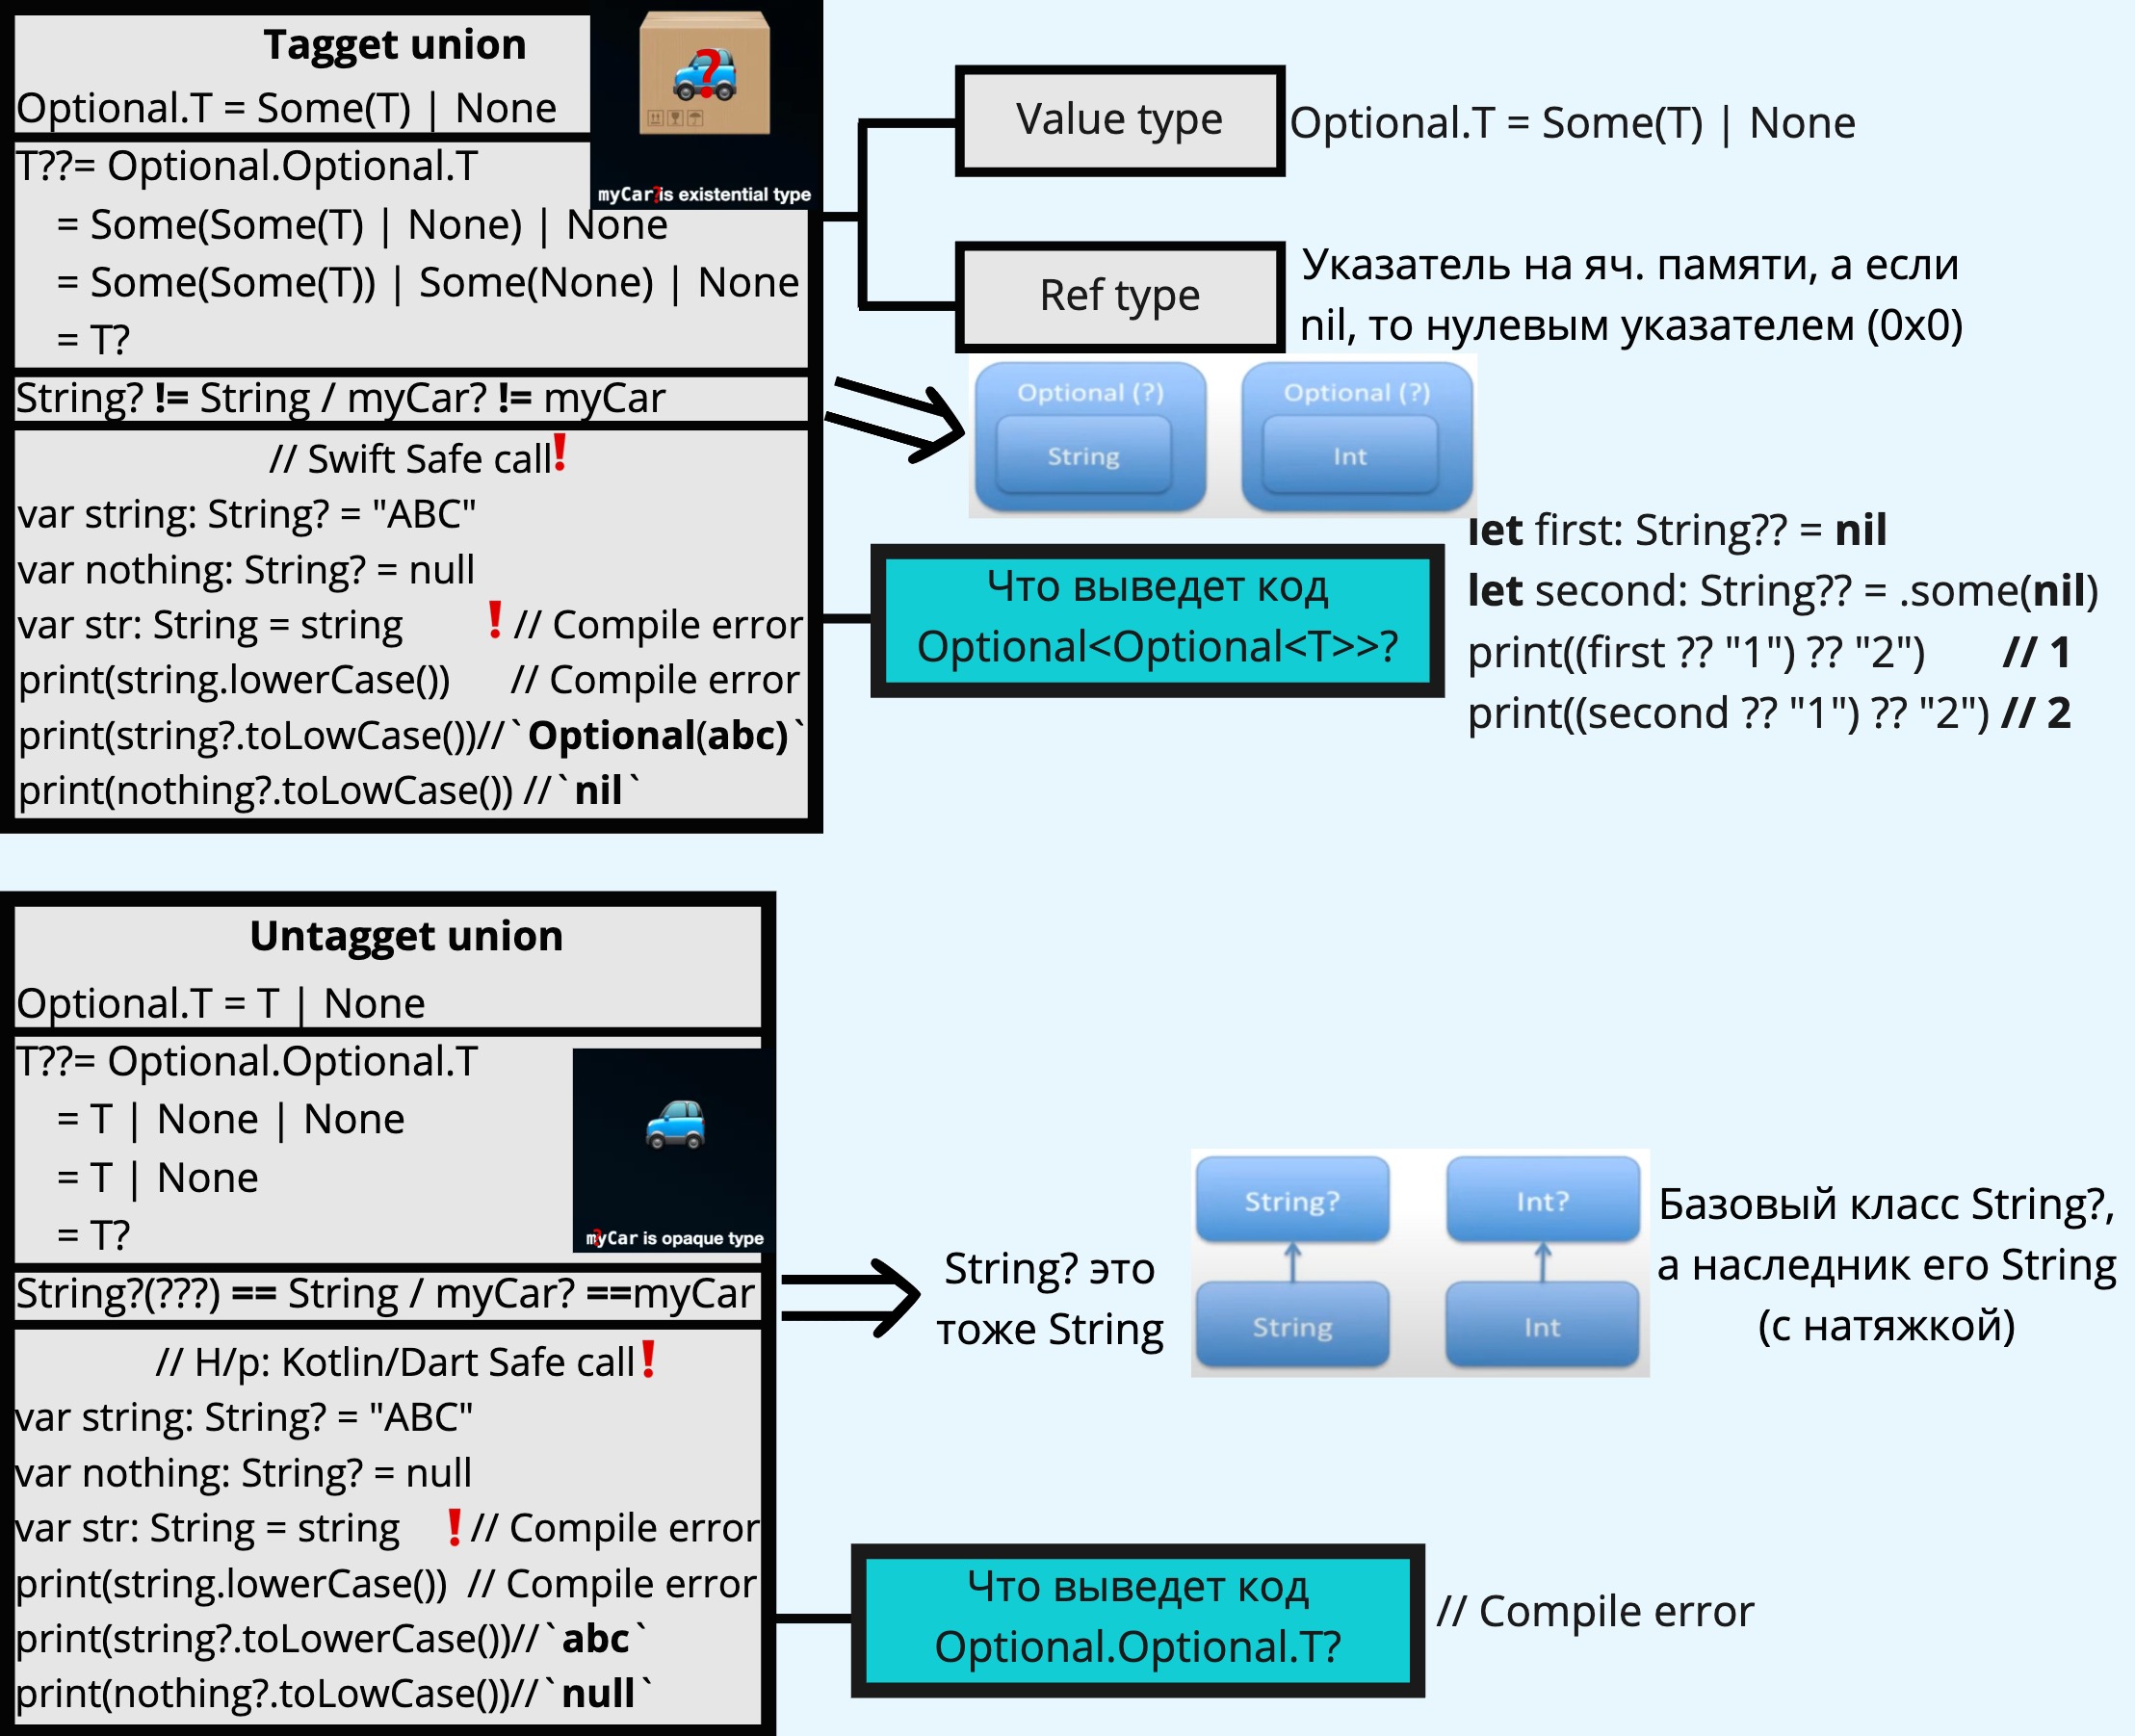 Tagget union
Optional.T = Some(T) | None
T??= Optional.Optional.T
= Some(Some(T) | None) | None
= Some(Some(T)) | Some(None) | None
= T?
String? != String / myCar? != myCar
// Swift Safe call!
var string: String? = "ABC"
var nothing: String? = null
var str: String = string ! // Compile error
print(string.lowerCase()) // Compile error
print(string?.toLowCase())//`Optional(abc)`
print(nothing?.toLowCase()) //`nil`
?
myCar? is existential type
Value type
Optional.T = Some(T) | None
Ref type
Указатель на яч. памяти, а если
nil, то нулевым указателем (0x0)
Optional (?)
String
Optional (?)
Int
Что выведет код
Optional<Optional<T>>?
let first: String?? = nil
let second: String?? = .some(nil)
print((first ?? "1") ?? "2") // 1
print((second ?? "1") ?? "2") // 2
Untagget union
Optional.T = T | None
T??= Optional.Optional.T
= T | None | None
= T | None
= T?
String?(???) == String / myCar? ==myCar
// H/p: Kotlin/Dart Safe call!
var string: String? = "ABC"
var nothing: String? = null
var str: String = string ! // Compile error
print(string.lowerCase()) // Compile error
print(string?.toLowerCase())//`abc`
print(nothing?.toLowCase())//`null`
?
myCar is opaque type
String? это
тоже String
String?
Int?
String
Int
Базовый класс String?,
а наследник его String
(с натяжкой)
Что выведет код
Optional.Optional.T?
// Compile error